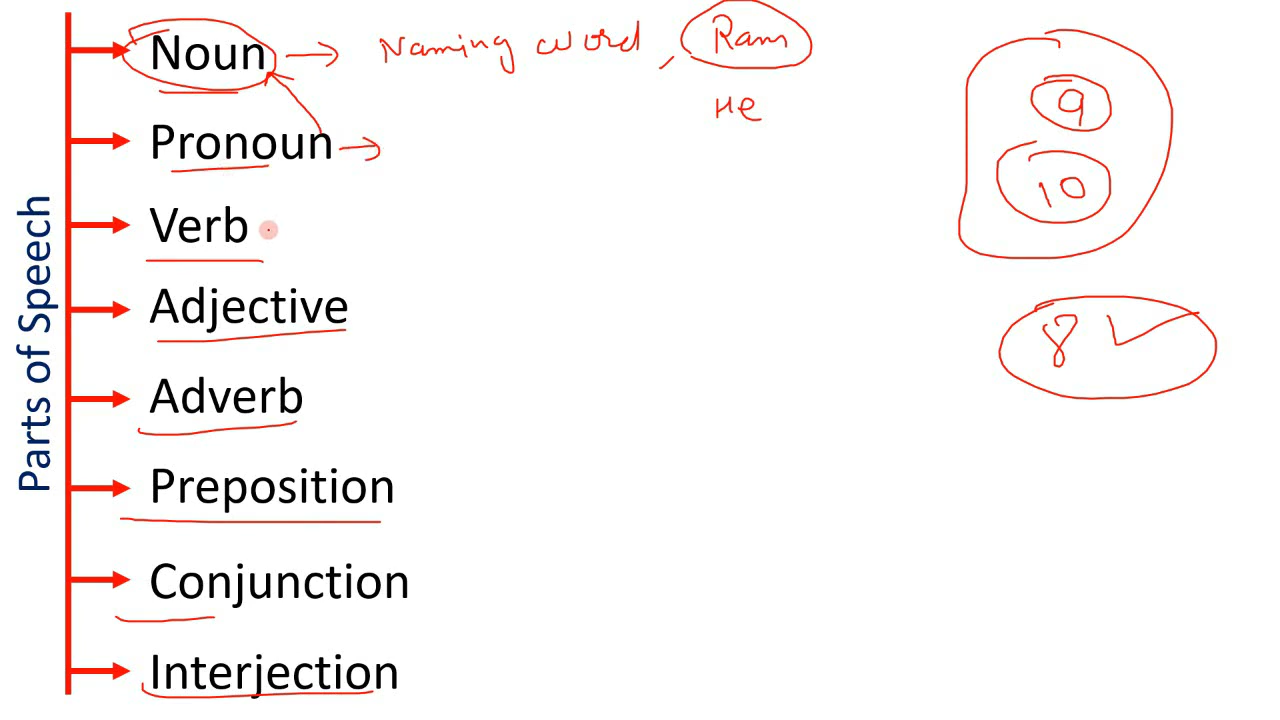 Parts of Speech
Noun → Naming word, Ram
He
Pronoun →
Verb
Adjective
Adverb
Preposition
Conjunction
Interjection
9
10
8 ✓